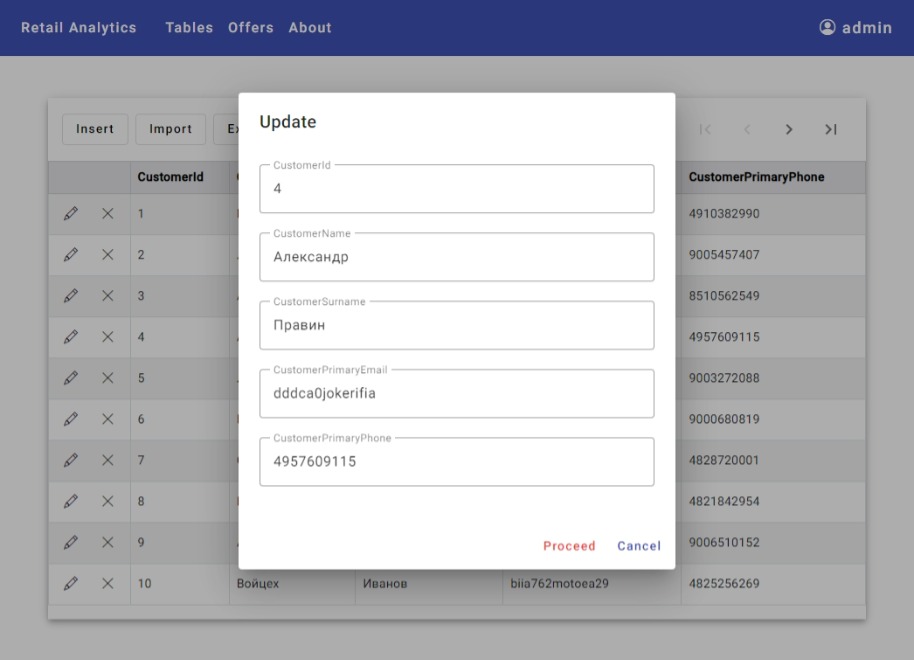 Retail Analytics Tables Offers About admin
Insert Import
Update
CustomerId CustomerPrimaryPhone
CustomerId
4
CustomerName
Александр
CustomerSurname
Правин
CustomerPrimaryEmail
dddca0jokerifia
CustomerPrimaryPhone
4957609115
Proceed Cancel
1 4910382990
2 9005457407
3 8510562549
4 4957609115
5 9003272088
6 9000680819
7 4828720001
8 4821842954
9 9006510152
10 Войцех Иванов biia762motoea29 4825256269